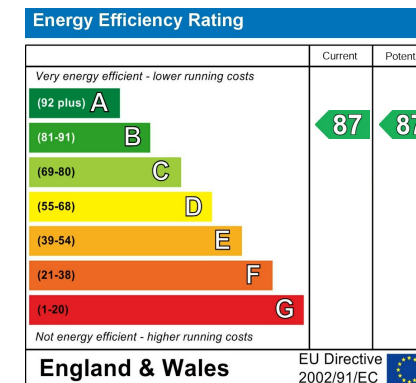 Energy Efficiency Rating
Current Potent
Very energy efficient - lower running costs
(92 plus) A
(81-91) B
87 87
(69-80) C
(55-68) D
(39-54) E
(21-38) F
(1-20) G
Not energy efficient - higher running costs
England & Wales
EU Directive
2002/91/EC